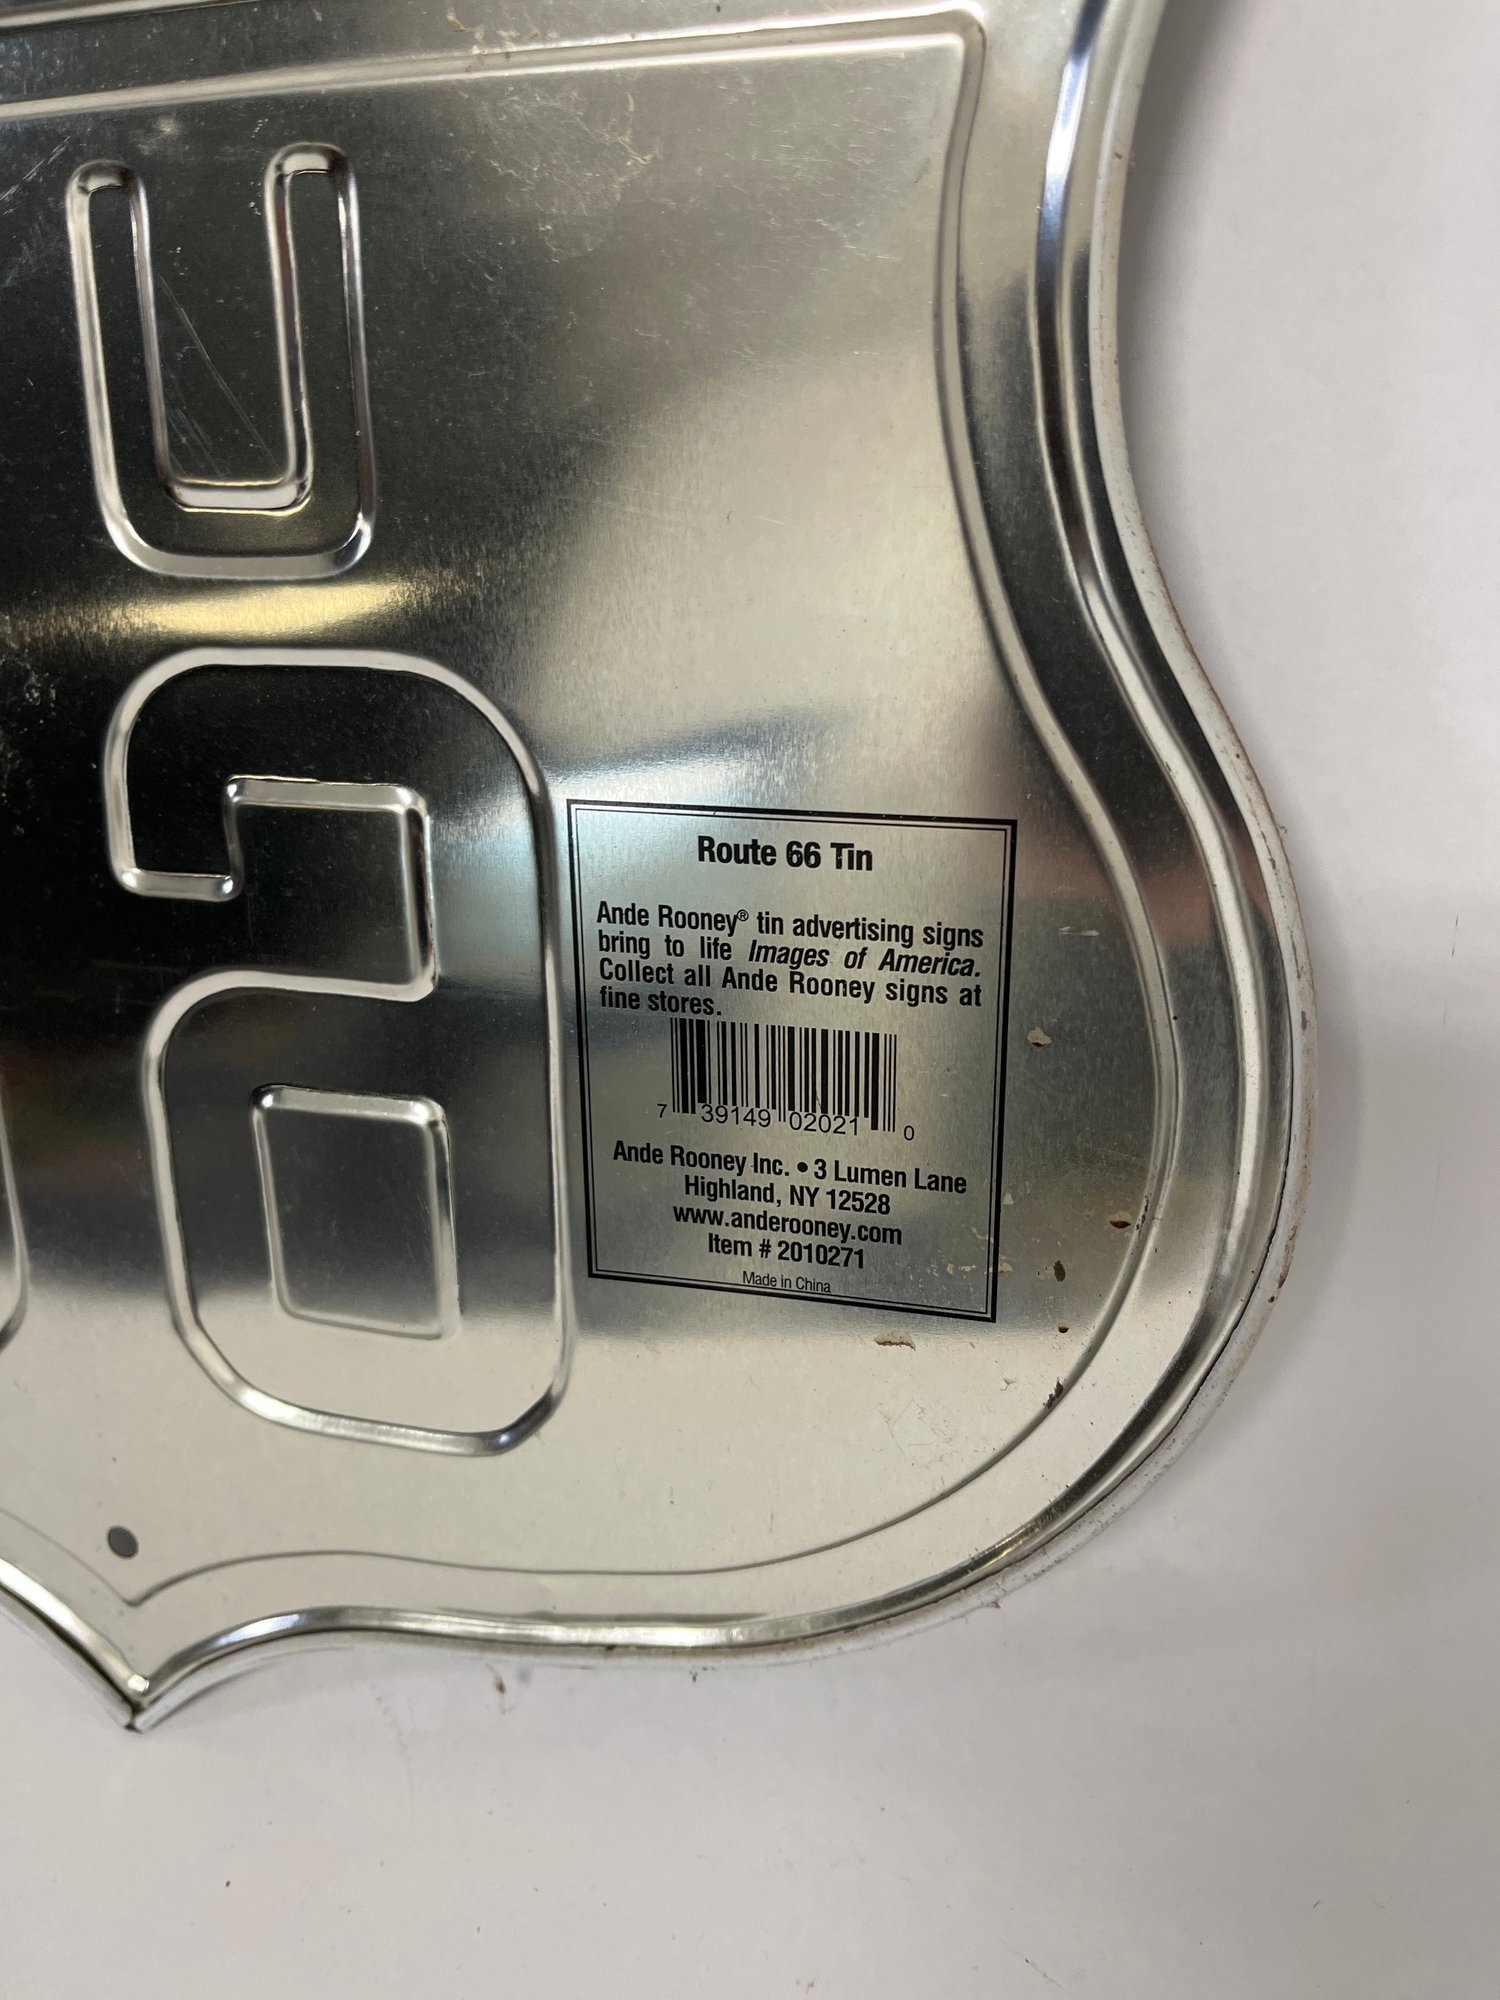 U
6
Route 66 Tin
Ande Rooney® tin advertising signs
bring to life Images of America.
Collect all Ande Rooney signs at
fine stores.
7 39149 02021 0
Ande Rooney Inc. • 3 Lumen Lane
Highland, NY 12528
www.anderooney.com
Item # 2010271
Made in China